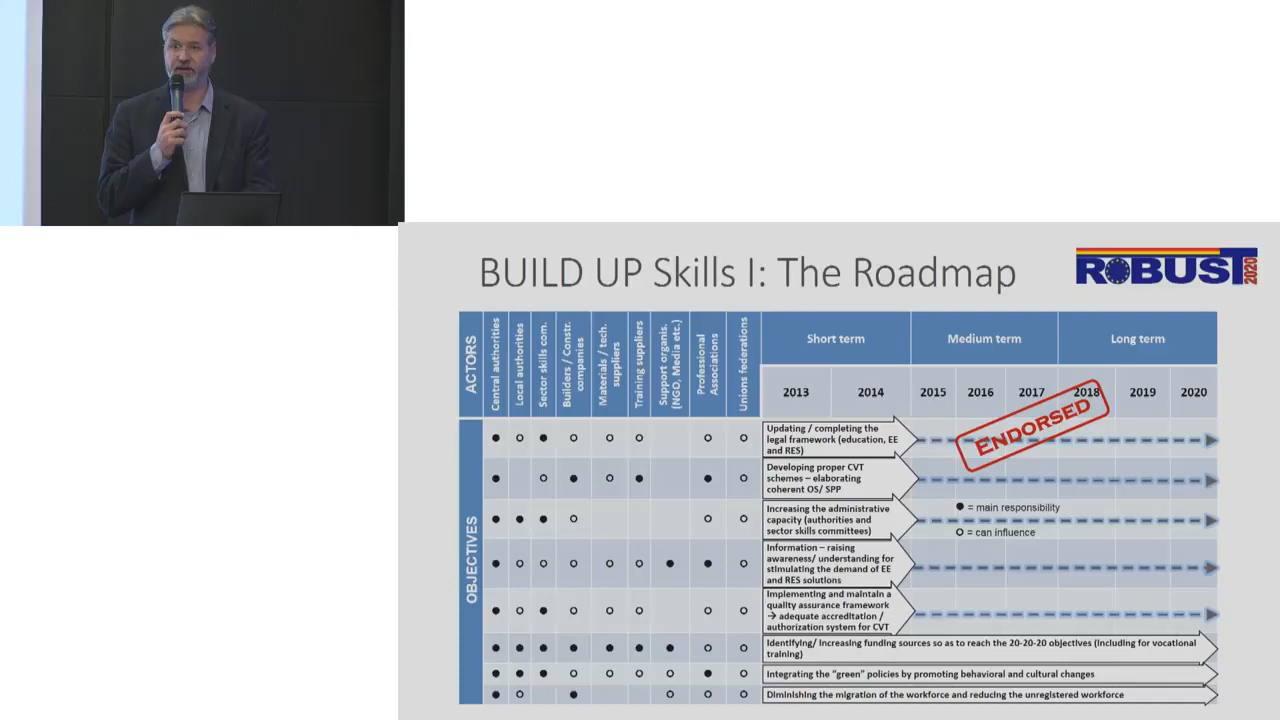 BUILD UP Skills I: The Roadmap
ROBUST
2020
ACTORS
Central authorities
Local authorities
Sector skills com.
Builders / Constr.
companies
Materials / tech.
suppliers
Training suppliers
Support organis.
(NGO, Media etc.)
Professional
Associations
Unions federations
Short term
Medium term
Long term
2013
2014
2015
2016
2017
2018
2019
2020
ENDORSED
OBJECTIVES
Updating / completing the
legal framework (education, EE
and RES)
Developing proper CVT
schemes – elaborating
coherent OS/ SPP
Increasing the administrative
capacity (authorities and
sector skills committees)
= main responsibility
= can influence
Information – raising
awareness/ understanding for
stimulating the demand of EE
and RES solutions
Implementing and maintain a
quality assurance framework
→ adequate accreditation /
authorization system for CVT
Identifying/ increasing funding sources so as to reach the 20-20-20 objectives (including for vocational
training)
Integrating the “green” policies by promoting behavioral and cultural changes
Diminishing the migration of the workforce and reducing the unregistered workforce